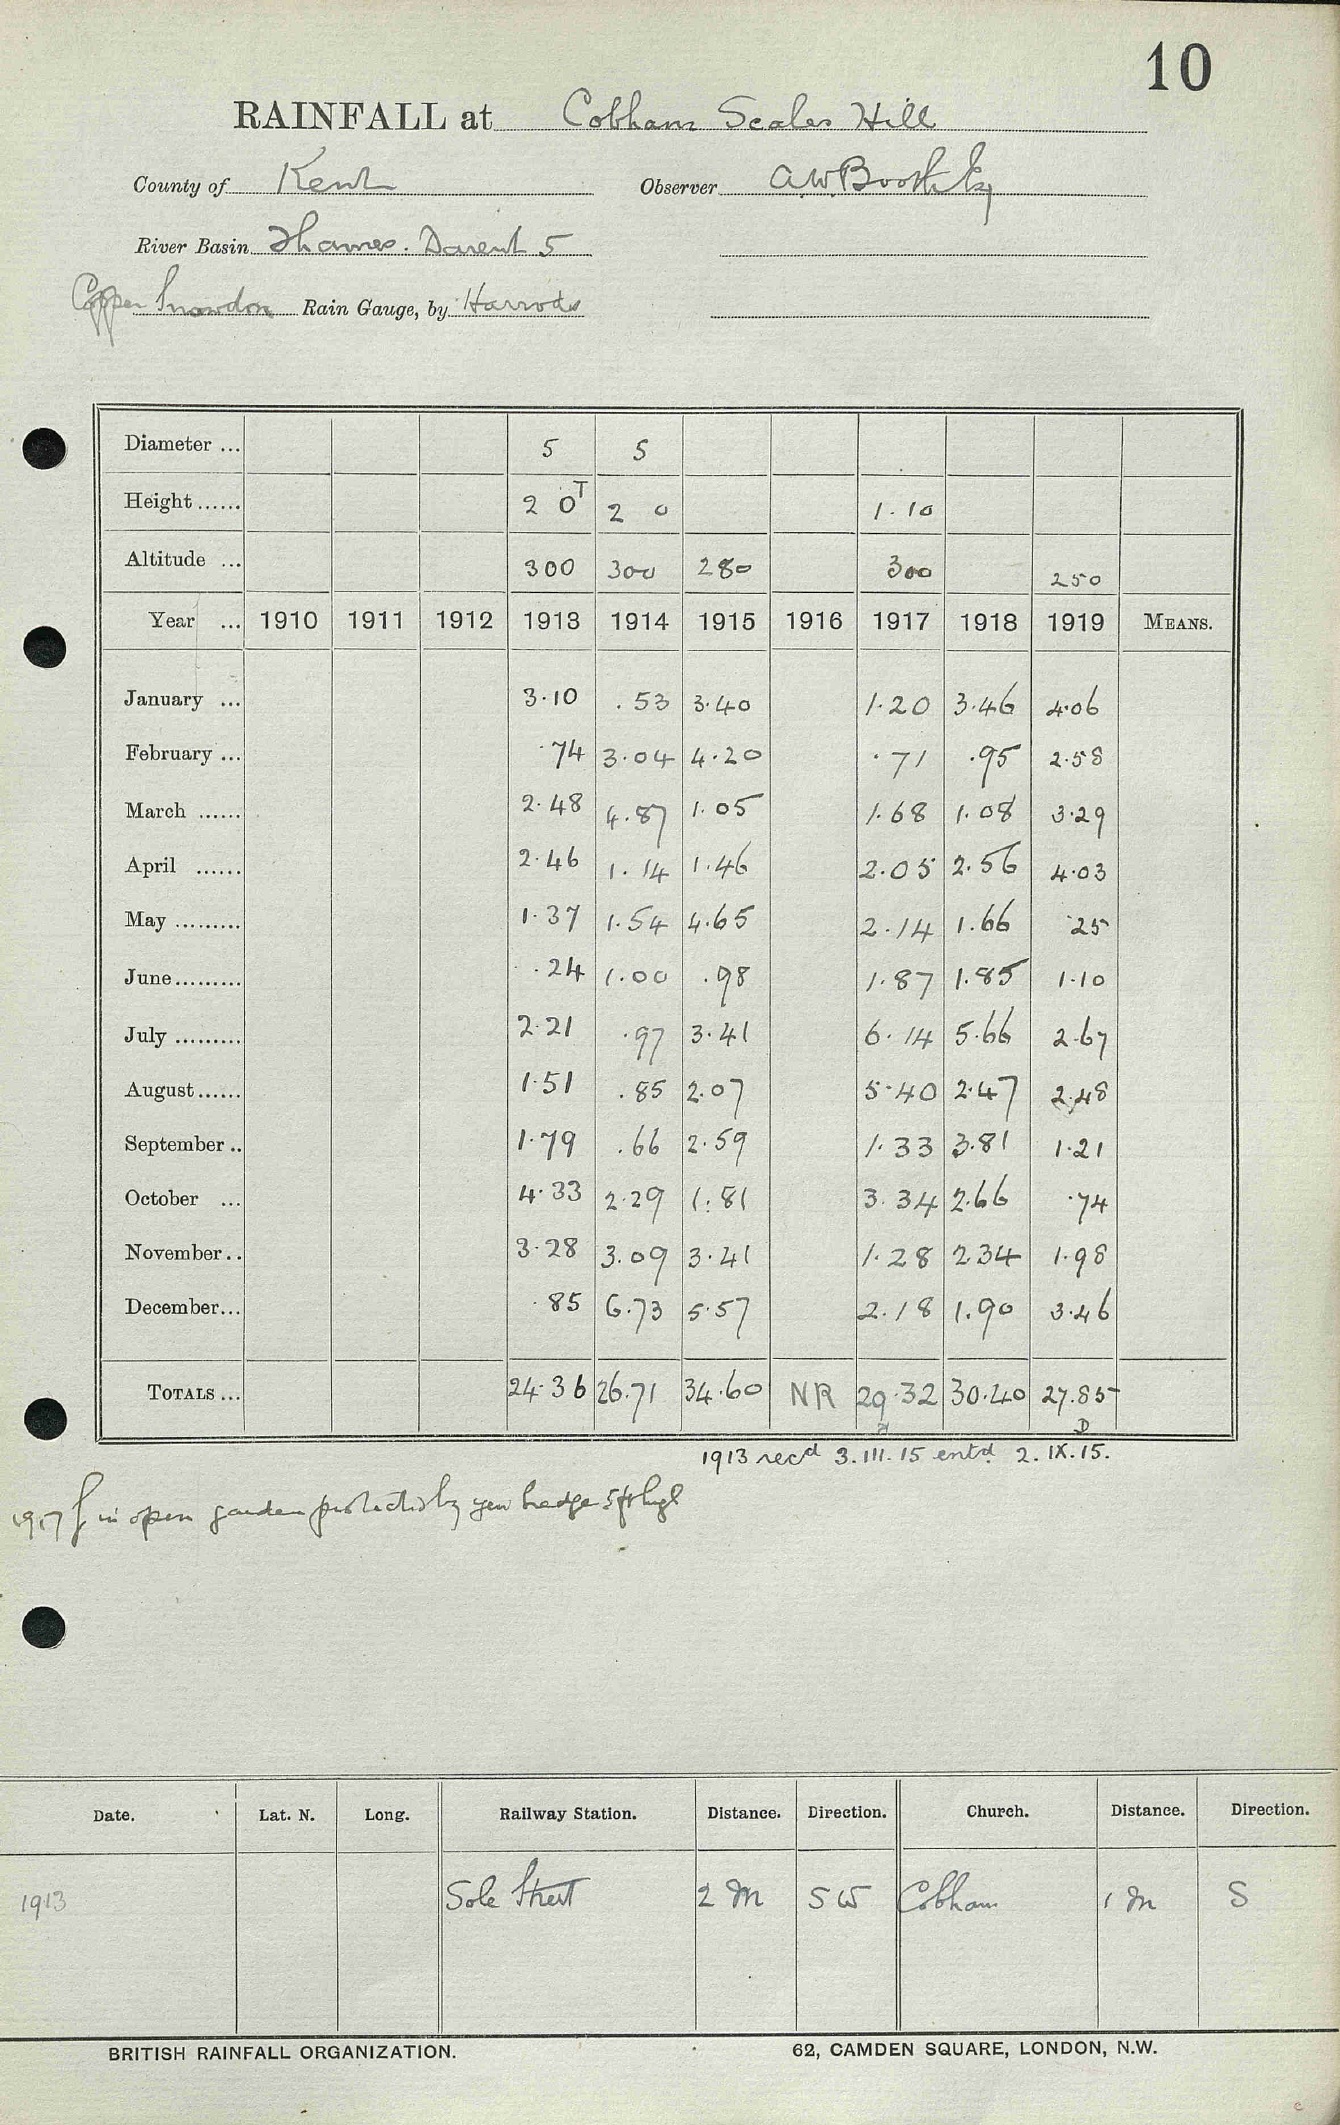 10
RAINFALL at Cobham Scales Hill
County of Kent Observer A.W. Booth Esq
River Basin Thames. Darent 5
Copper Snowdon Rain Gauge, by Harrods
Diameter ... 5 5
Height ...... 2 0T 2 0 1.10
Altitude ... 300 300 280 300 250
Year ... 1910 1911 1912 1913 1914 1915 1916 1917 1918 1919 MEANS.
January ... 3.10 .53 3.40 1.20 3.46 4.06
February ... .74 3.04 4.20 .71 .95 2.58
March ...... 2.48 4.87 1.05 1.68 1.08 3.29
April ...... 2.46 1.14 1.46 2.05 2.56 4.03
May ......... 1.37 1.54 4.65 2.14 1.66 .25
June ......... .24 1.00 .98 1.87 1.85 1.10
July ......... 2.21 .97 3.41 6.14 5.66 2.67
August ...... 1.51 .85 2.07 5.40 2.47 2.48
September .. 1.79 .66 2.59 1.33 3.81 1.21
October ... 4.33 2.29 1.81 3.34 2.66 .74
November .. 3.28 3.09 3.41 1.28 2.34 1.98
December ... .85 6.73 5.57 2.18 1.90 3.46
TOTALS ... 24.36 26.71 34.60 NR 29.32 30.40 27.85
D
1913 recd 3.III.15 entd 2.IX.15.
1917 in open garden protected by yew hedge 5ft high
Date. Lat. N. Long. Railway Station. Distance. Direction. Church. Distance. Direction.
1913 Sole Street 2 M SW Cobham 1 M S
BRITISH RAINFALL ORGANIZATION. 62, CAMDEN SQUARE, LONDON, N.W.